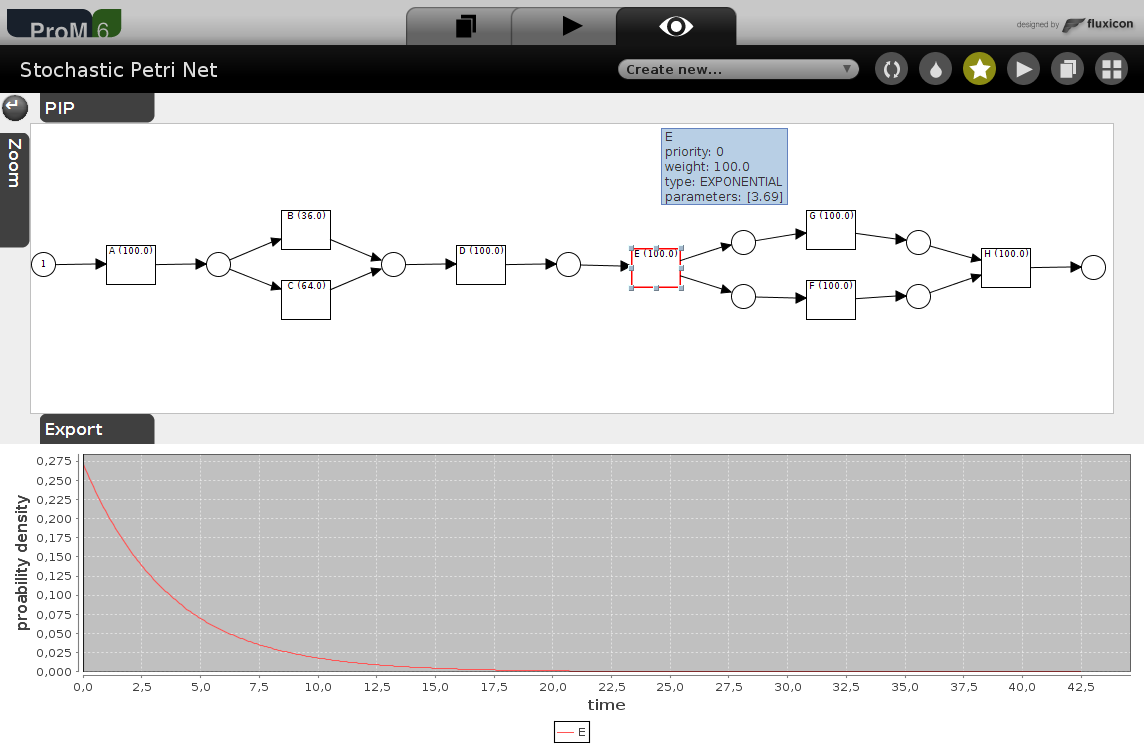 ProM 6
designed by fluxicon
Stochastic Petri Net
Create new...
PIP
Zoom
E
priority: 0
weight: 100.0
type: EXPONENTIAL
parameters: [3.69]
B (36.0)
G (100.0)
1
A (100.0)
D (100.0)
E (100.0)
H (100.0)
C (64.0)
F (100.0)
Export
proability density
0,275
0,250
0,225
0,200
0,175
0,150
0,125
0,100
0,075
0,050
0,025
0,000
0,0 2,5 5,0 7,5 10,0 12,5 15,0 17,5 20,0 22,5 25,0 27,5 30,0 32,5 35,0 37,5 40,0 42,5
time
E